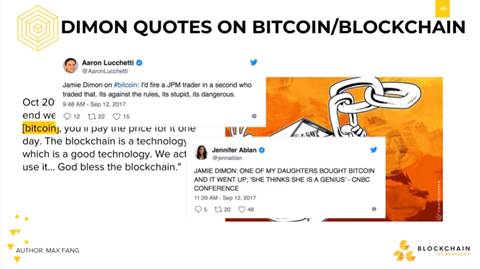 48
DIMON QUOTES ON BITCOIN/BLOCKCHAIN
Aaron Lucchetti
@AaronLucchetti
Jamie Dimon on #bitcoin: I'd fire a JPM trader in a second who
traded that. Its against the rules, its stupid, its dangerous.
9:48 AM - Sep 12, 2017
12 22 15
Oct 20
end we
[bitcoin], you'll pay the price for it one
day. The blockchain is a technology
which is a good technology. We act
use it... God bless the blockchain."
Jennifer Ablan
@jennablan
JAMIE DIMON: ONE OF MY DAUGHTERS BOUGHT BITCOIN
AND IT WENT UP; 'SHE THINKS SHE IS A GENIUS' - CNBC
CONFERENCE
11:39 AM - Sep 12, 2017
5 20 48
AUTHOR: MAX FANG
BLOCKCHAIN
AT BERKELEY